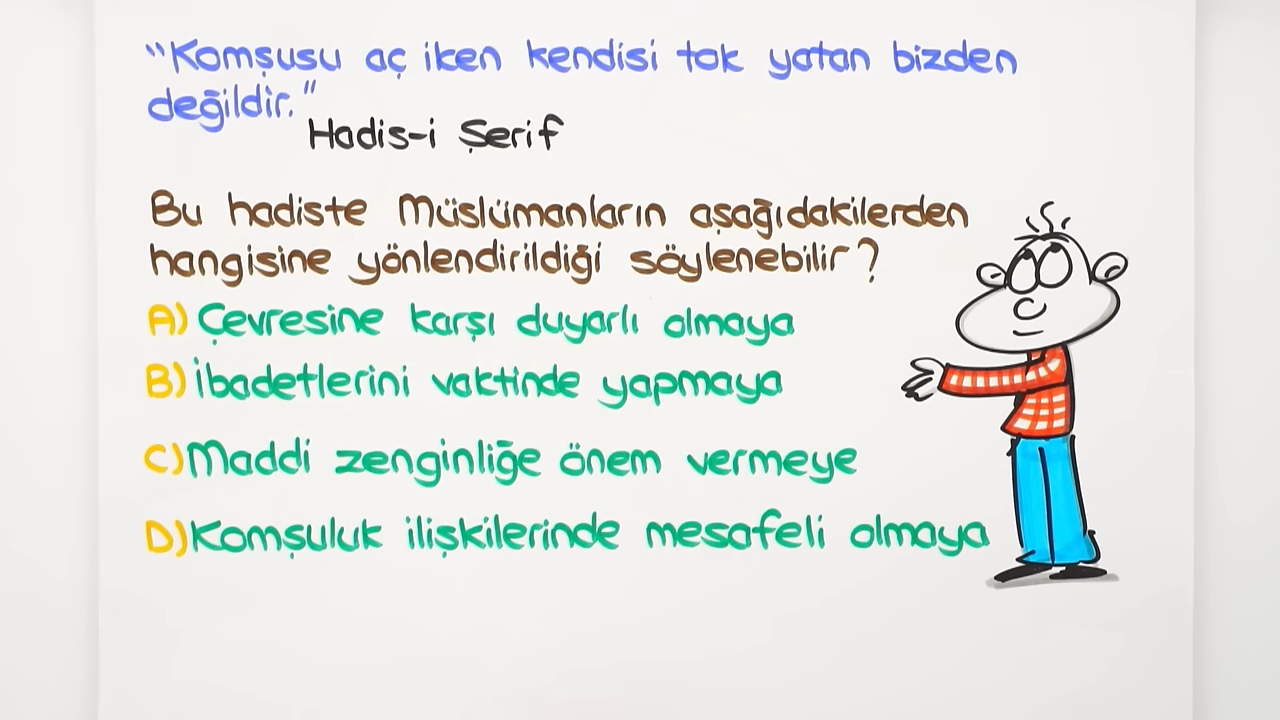 "Komşusu aç iken kendisi tok yatan bizden
değildir."
Hadis-i Şerif
Bu hadiste Müslümanların aşağıdakilerden
hangisine yönlendirildiği söylenebilir?
A) Çevresine karşı duyarlı olmaya
B) İbadetlerini vaktinde yapmaya
C) Maddi zenginliğe önem vermeye
D) Komşuluk ilişkilerinde mesafeli olmaya